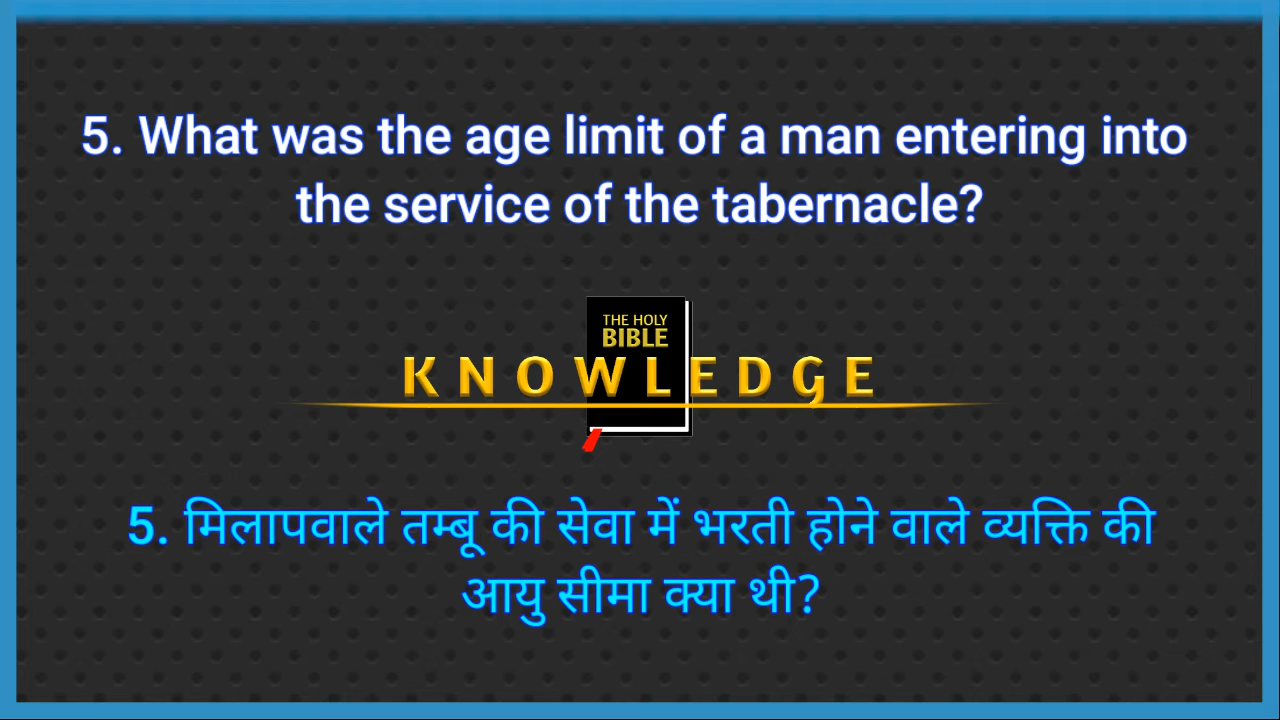 5. What was the age limit of a man entering into
the service of the tabernacle?
THE HOLY
BIBLE
KNOWLEDGE
5. मिलापवाले तम्बू की सेवा में भरती होने वाले व्यक्ति की
आयु सीमा क्या थी?